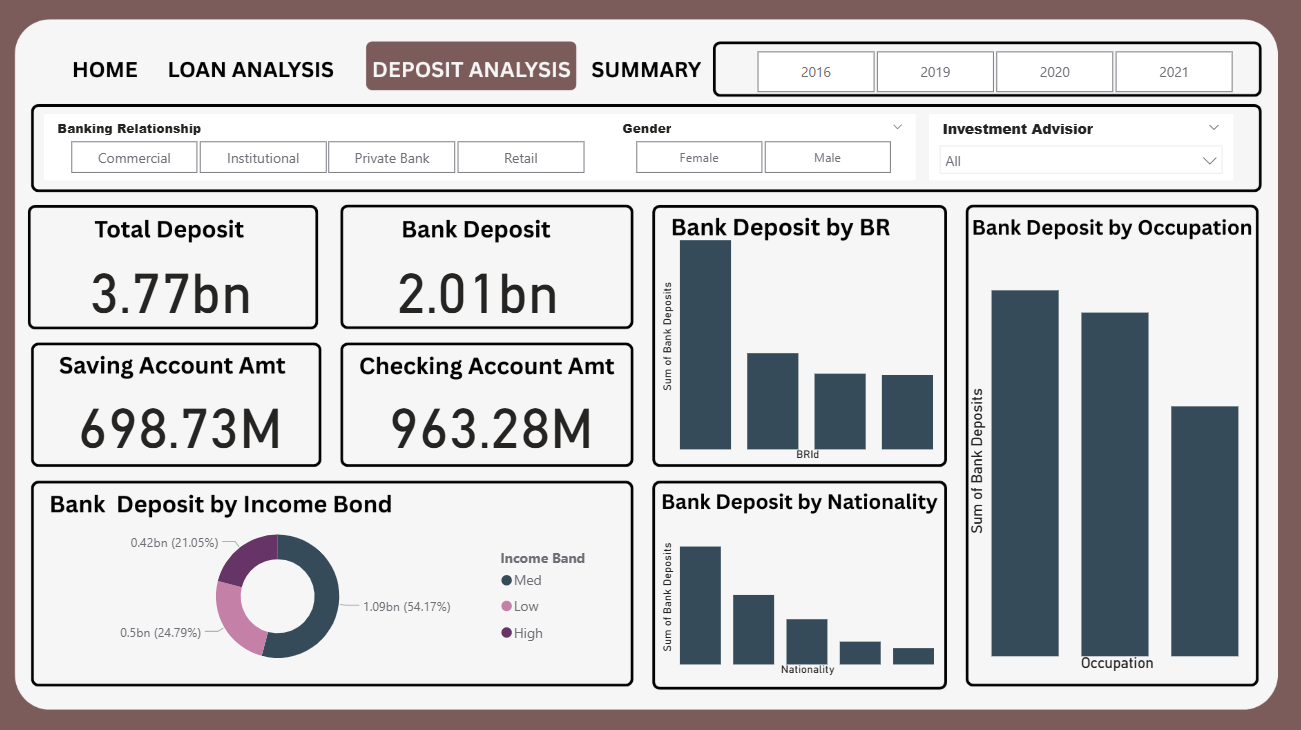 HOME LOAN ANALYSIS DEPOSIT ANALYSIS SUMMARY 2016 2019 2020 2021
Banking Relationship Gender Investment Advisior
Commercial Institutional Private Bank Retail Female Male All
Total Deposit
3.77bn
Bank Deposit
2.01bn
Saving Account Amt
698.73M
Checking Account Amt
963.28M
Bank Deposit by BR
Sum of Bank Deposits
BRId
Bank Deposit by Occupation
Sum of Bank Deposits
Occupation
Bank  Deposit by Income Bond
0.42bn (21.05%)
1.09bn (54.17%)
0.5bn (24.79%)
Income Band
Med
Low
High
Bank Deposit by Nationality
Sum of Bank Deposits
Nationality